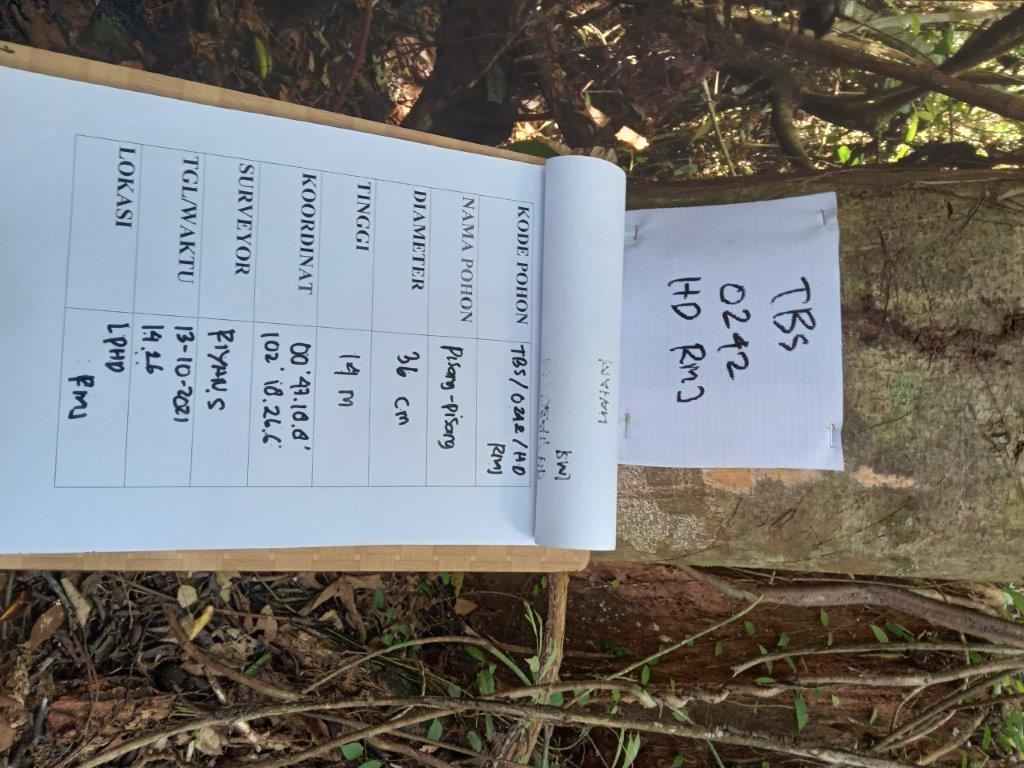 TBS
0242
HD RMJ
KODE POHON TBS/0242/HD
RMJ
NAMA POHON Pisang-pisang
DIAMETER 36 cm
TINGGI 14 M
KOORDINAT 00°47.18.8'
102° 18.26.6'
SURVEYOR RIYAN.S
TGL/WAKTU 13-10-2021
14.26
LOKASI LPHD
RMJ